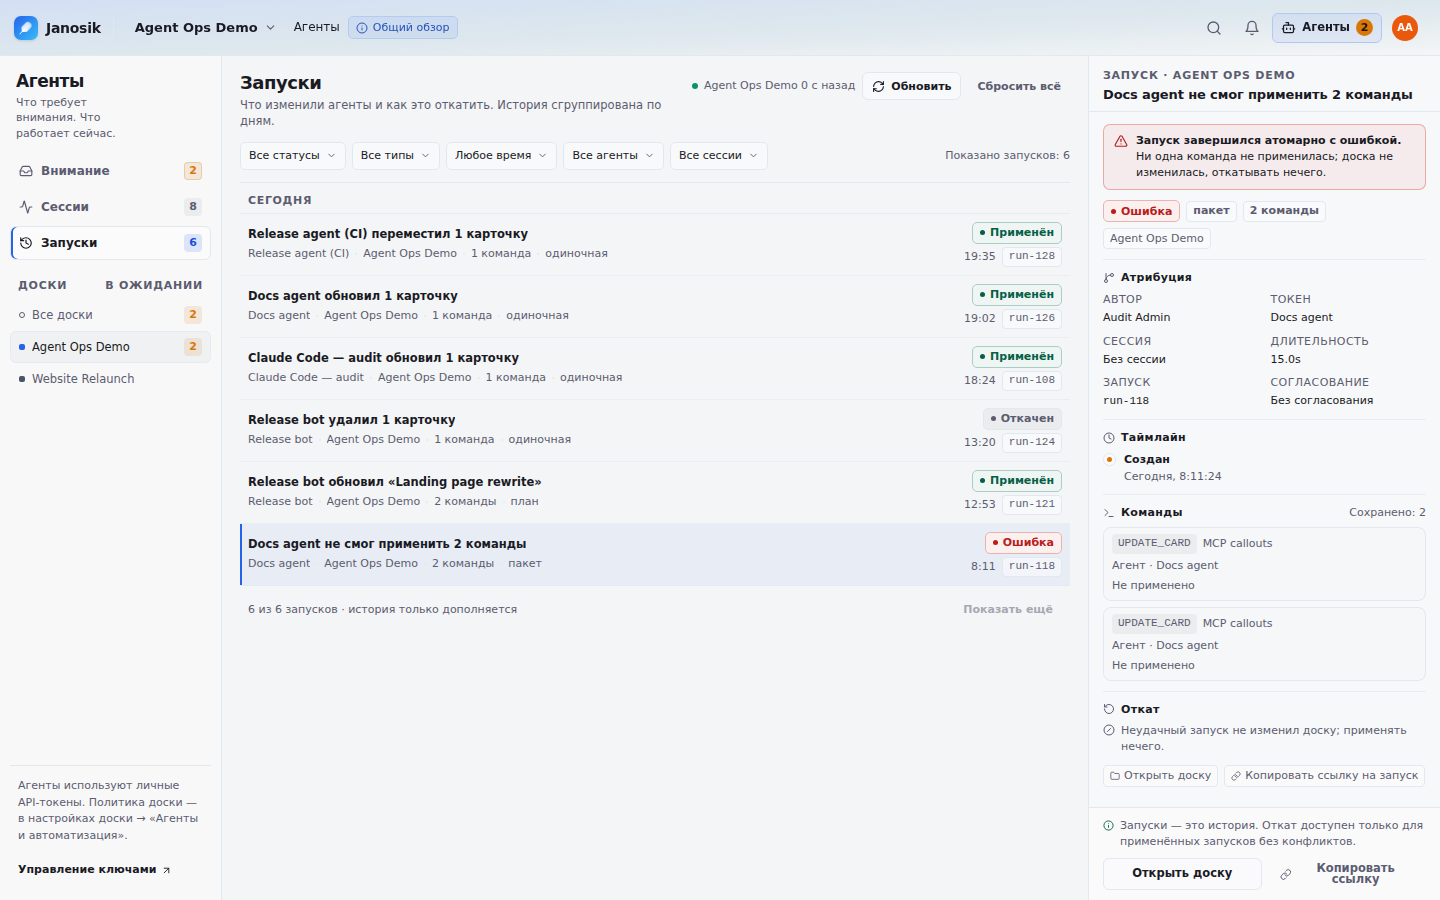 Janosik
Agent Ops Demo
Агенты
Общий обзор
Агенты 2
AA
Агенты
Что требует
внимания. Что
работает сейчас.
Внимание 2
Сессии 8
Запуски 6
ДОСКИ В ОЖИДАНИИ
Все доски 2
Agent Ops Demo 2
Website Relaunch
Агенты используют личные
API-токены. Политика доски —
в настройках доски → «Агенты
и автоматизация».
Управление ключами
Запуски
Что изменили агенты и как это откатить. История сгруппирована по
дням.
Agent Ops Demo 0 с назад
Обновить
Сбросить всё
Все статусы
Все типы
Любое время
Все агенты
Все сессии
Показано запусков: 6
СЕГОДНЯ
Release agent (CI) переместил 1 карточку
Применён
Release agent (CI) · Agent Ops Demo · 1 команда · одиночная
19:35 run-128
Docs agent обновил 1 карточку
Применён
Docs agent · Agent Ops Demo · 1 команда · одиночная
19:02 run-126
Claude Code — audit обновил 1 карточку
Применён
Claude Code — audit · Agent Ops Demo · 1 команда · одиночная
18:24 run-108
Release bot удалил 1 карточку
Откачен
Release bot · Agent Ops Demo · 1 команда · одиночная
13:20 run-124
Release bot обновил «Landing page rewrite»
Применён
Release bot · Agent Ops Demo · 2 команды · план
12:53 run-121
Docs agent не смог применить 2 команды
Ошибка
Docs agent · Agent Ops Demo · 2 команды · пакет
8:11 run-118
6 из 6 запусков · история только дополняется
Показать ещё
ЗАПУСК · AGENT OPS DEMO
Docs agent не смог применить 2 команды
Запуск завершился атомарно с ошибкой.
Ни одна команда не применилась; доска не
изменилась, откатывать нечего.
Ошибка
пакет
2 команды
Agent Ops Demo
Атрибуция
АВТОР ТОКЕН
Audit Admin Docs agent
СЕССИЯ ДЛИТЕЛЬНОСТЬ
Без сессии 15.0s
ЗАПУСК СОГЛАСОВАНИЕ
run-118 Без согласования
Таймлайн
Создан
Сегодня, 8:11:24
Команды Сохранено: 2
UPDATE_CARD MCP callouts
Агент · Docs agent
Не применено
UPDATE_CARD MCP callouts
Агент · Docs agent
Не применено
Откат
Неудачный запуск не изменил доску; применять
нечего.
Открыть доску
Копировать ссылку на запуск
Запуски — это история. Откат доступен только для
применённых запусков без конфликтов.
Открыть доску
Копировать
ссылку